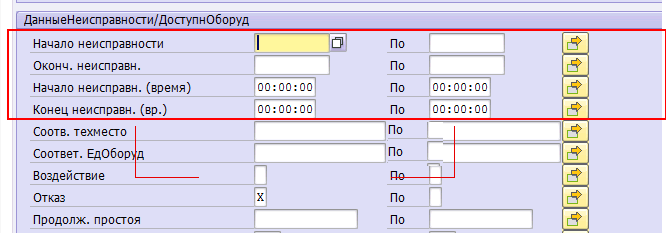 ДанныеНеисправности/ДоступнОборуд
Начало неисправности По
Оконч. неисправн. По
Начало неисправн. (время) 00:00:00 По 00:00:00
Конец неисправн. (вр.) 00:00:00 По 00:00:00
Соотв. техместо По
Соответ. ЕдОборуд По
Воздействие По
Отказ X По
Продолж. простоя По